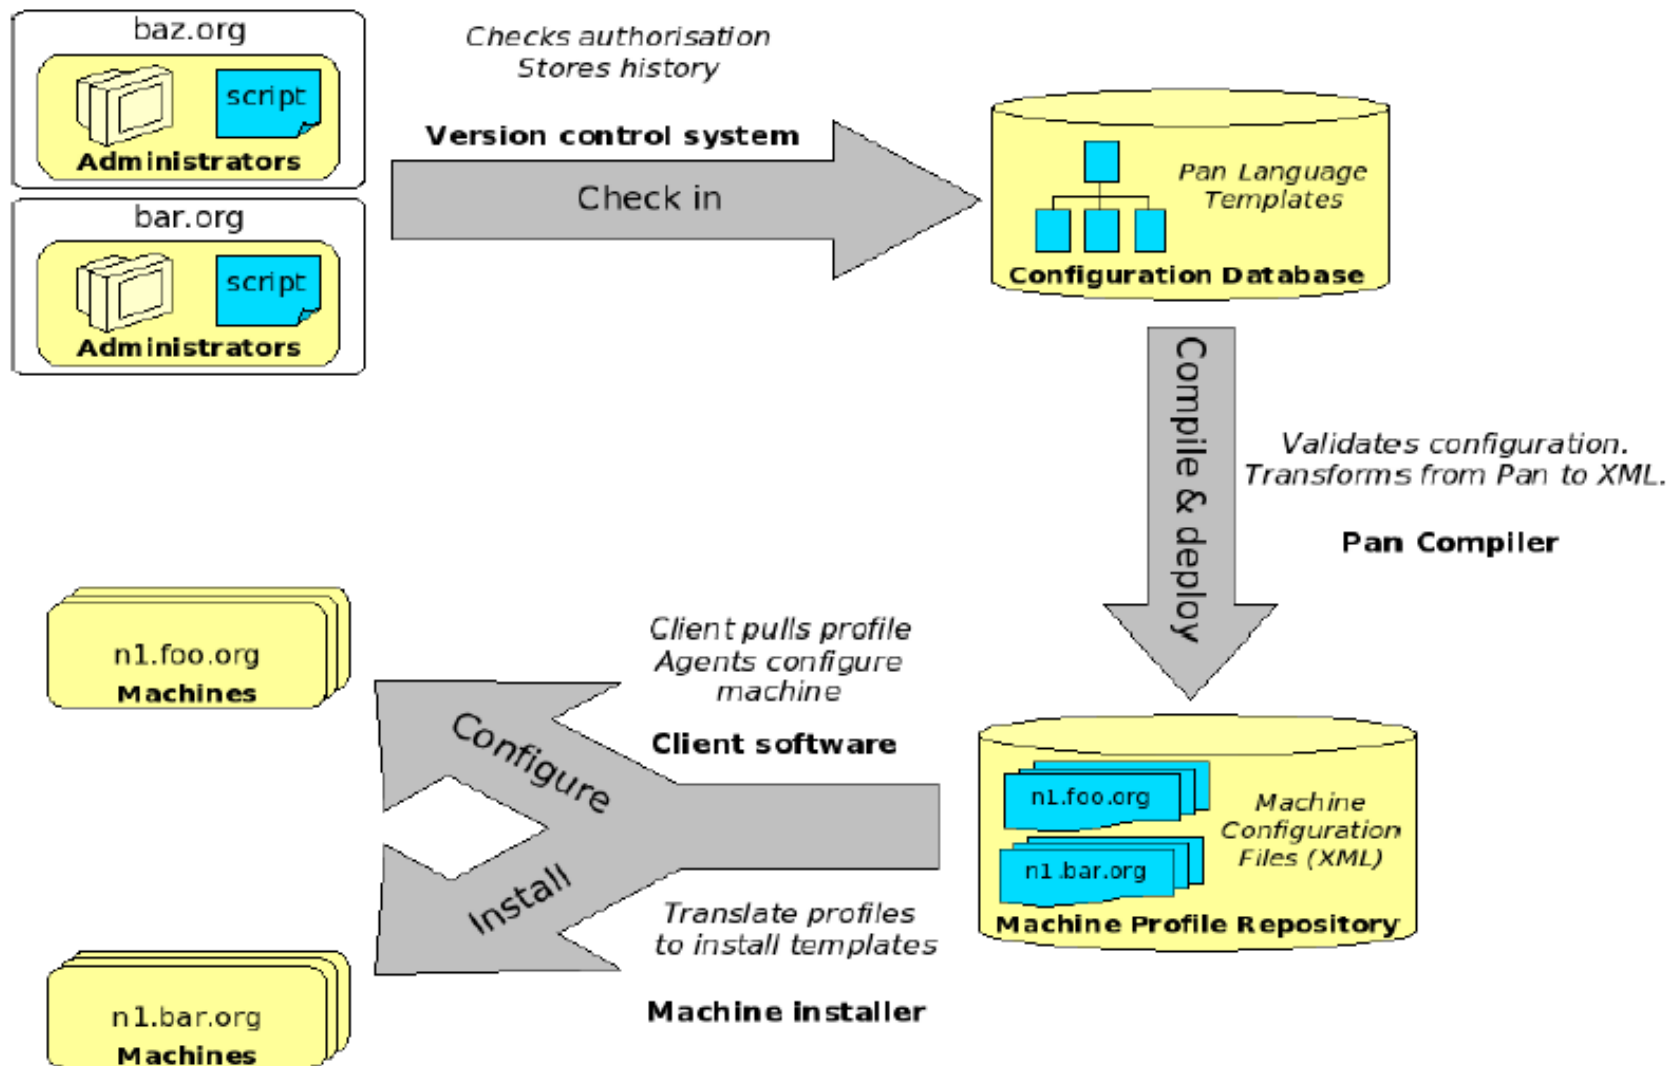 baz.org
script
Administrators
bar.org
script
Administrators
Checks authorisation
Stores history
Version control system
Check in
Pan Language
Templates
Configuration Database
Compile & deploy
Validates configuration.
Transforms from Pan to XML.
Pan Compiler
n1.foo.org
n1.bar.org
Machine
Configuration
Files (XML)
Machine Profile Repository
Client pulls profile
Agents configure
machine
Client software
Configure
Install
Translate profiles
to install templates
Machine installer
n1.foo.org
Machines
n1.bar.org
Machines